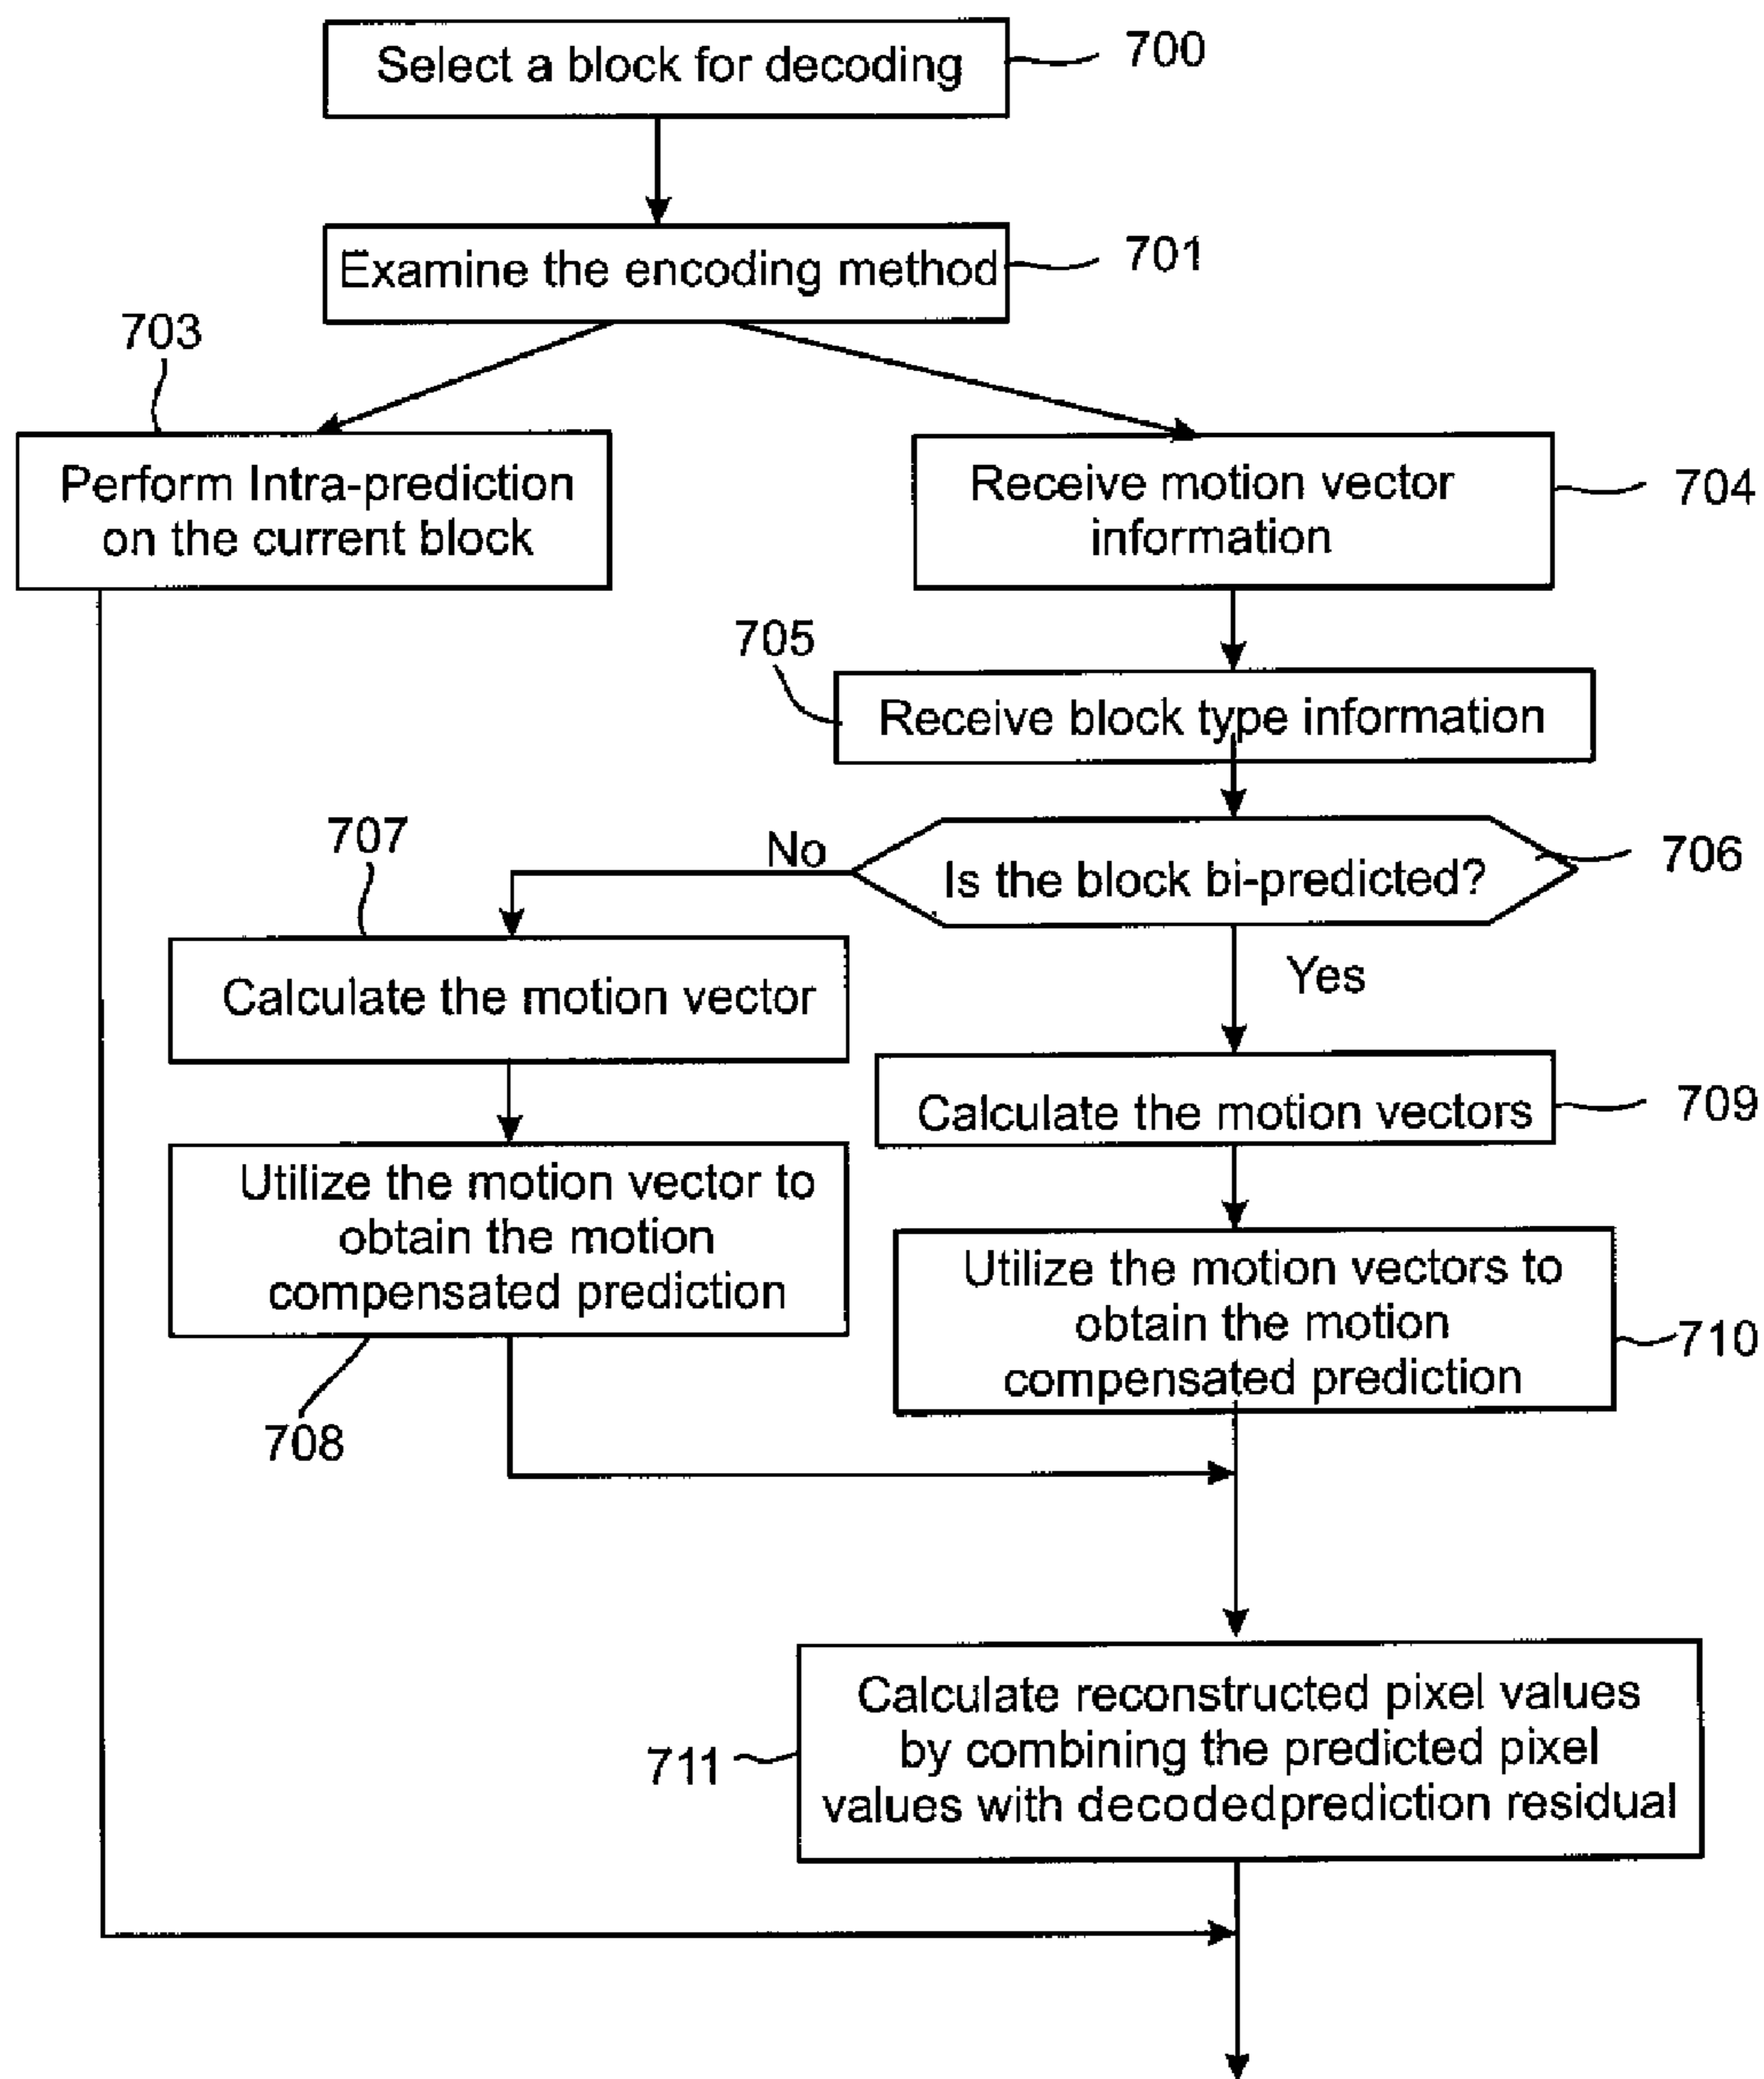 Select a block for decoding
700
Examine the encoding method
701
703
Perform Intra-prediction
on the current block
Receive motion vector
information
704
705
Receive block type information
707
No
Is the block bi-predicted?
706
Yes
Calculate the motion vector
Calculate the motion vectors
709
Utilize the motion vector to
obtain the motion
compensated prediction
708
Utilize the motion vectors to
obtain the motion
compensated prediction
710
711
Calculate reconstructed pixel values
by combining the predicted pixel
values with decodedprediction residual